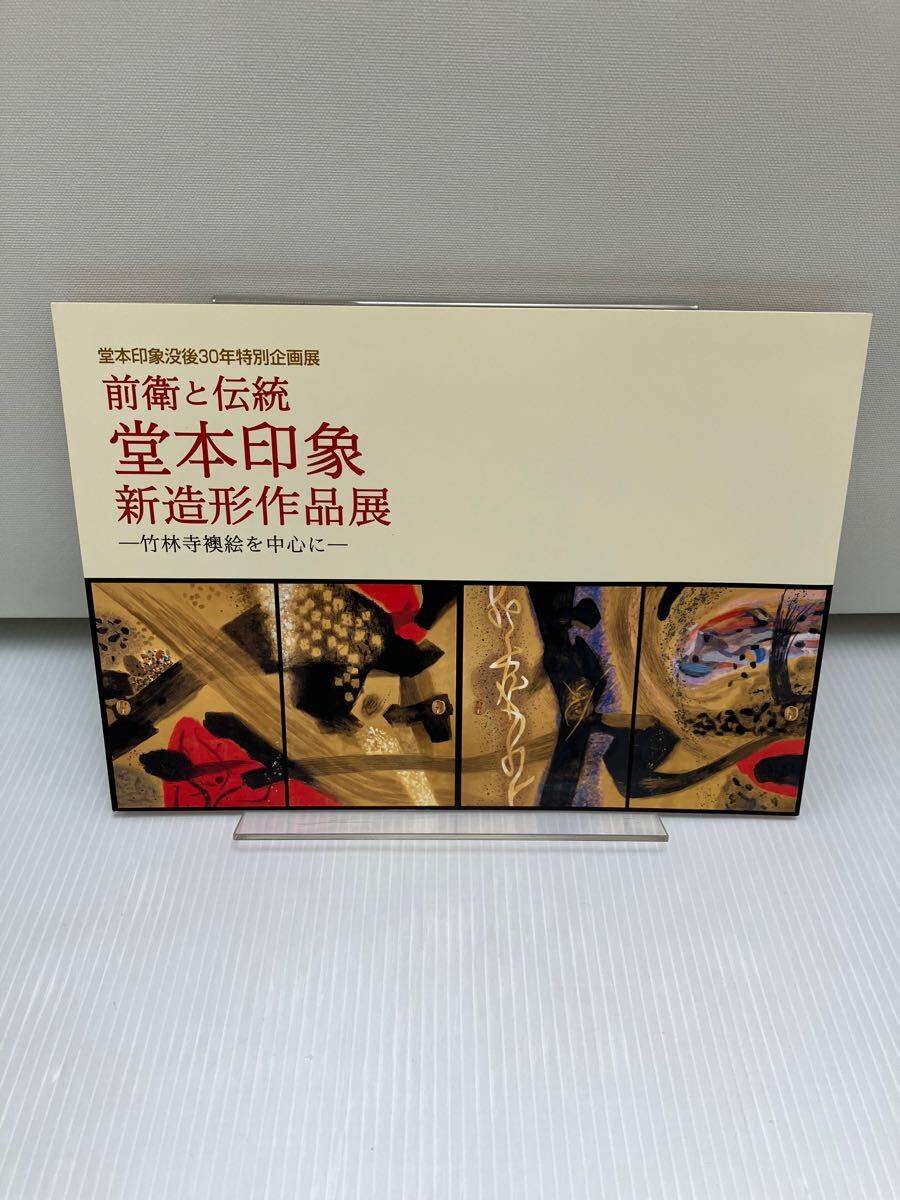 堂本印象没後30年特別企画展
前衛と伝統
堂本印象
新造形作品展
―竹林寺襖絵を中心に―